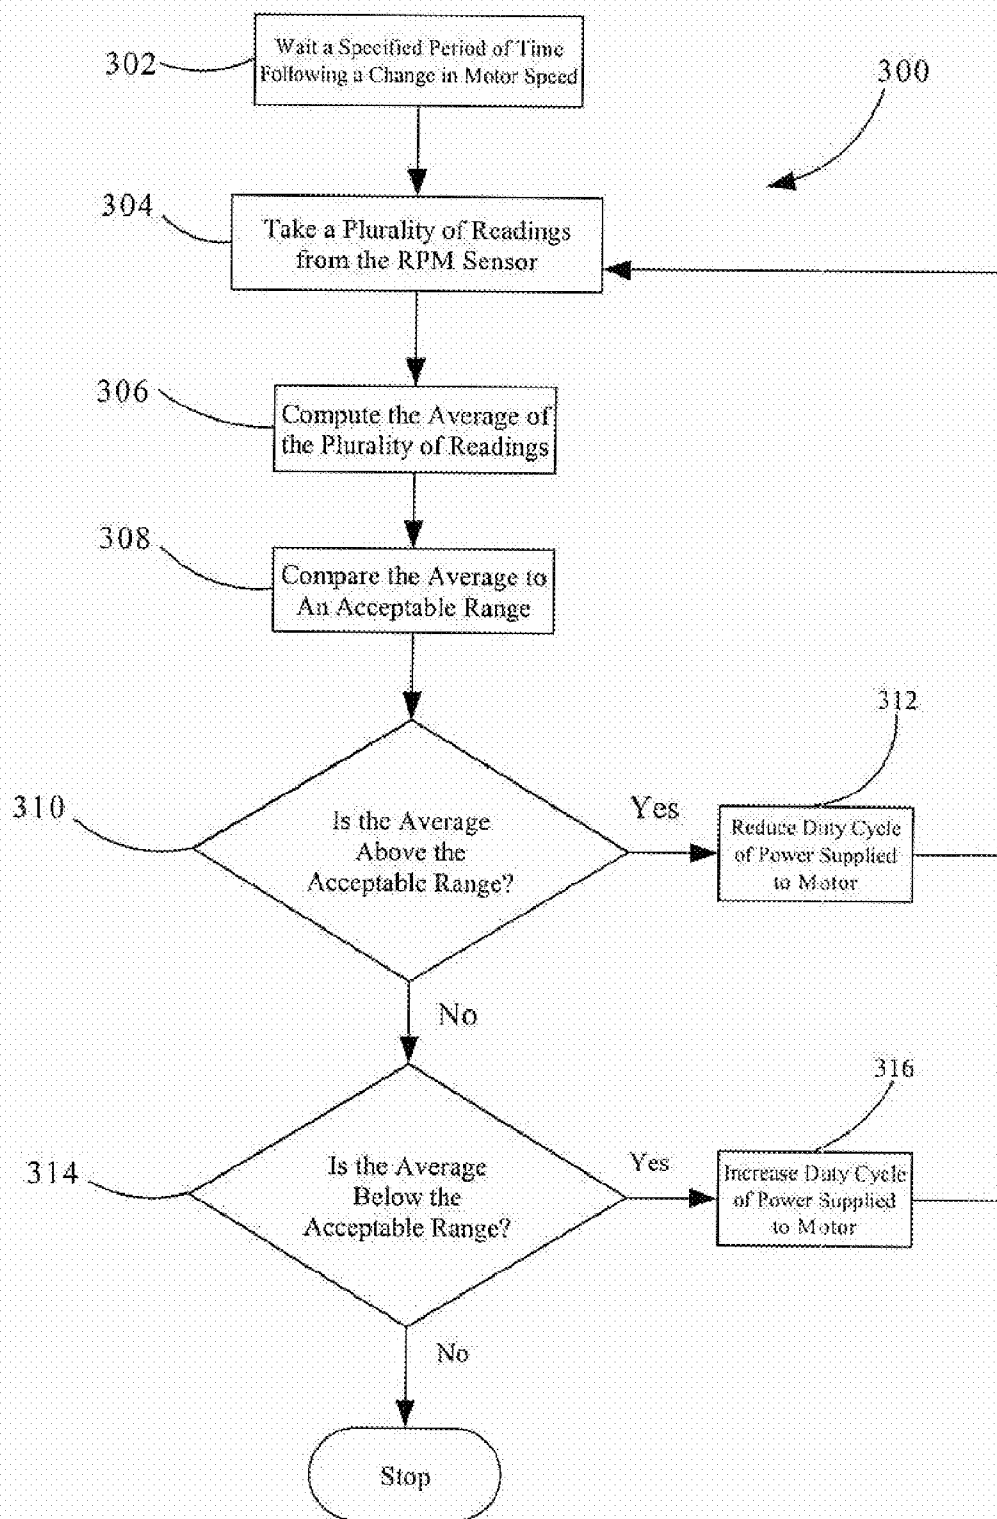 302
Wait a Specified Period of Time
Following a Change in Motor Speed
300
304
Take a Plurality of Readings
from the RPM Sensor
306
Compute the Average of
the Plurality of Readings
308
Compare the Average to
An Acceptable Range
310
Is the Average
Above the
Acceptable Range?
Yes
312
Reduce Duty Cycle
of Power Supplied
to Motor
No
314
Is the Average
Below the
Acceptable Range?
Yes
316
Increase Duty Cycle
of Power Supplied
to Motor
No
Stop